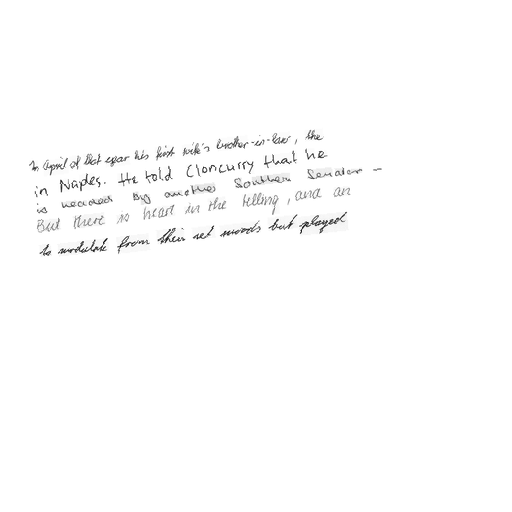 In April of that year his first wife's brother-in-law, the
in Naples. He told Cloncurry that he
is headed by another Southern Senator -
But there is heart in the telling, and an
to modulate from their set moods but played